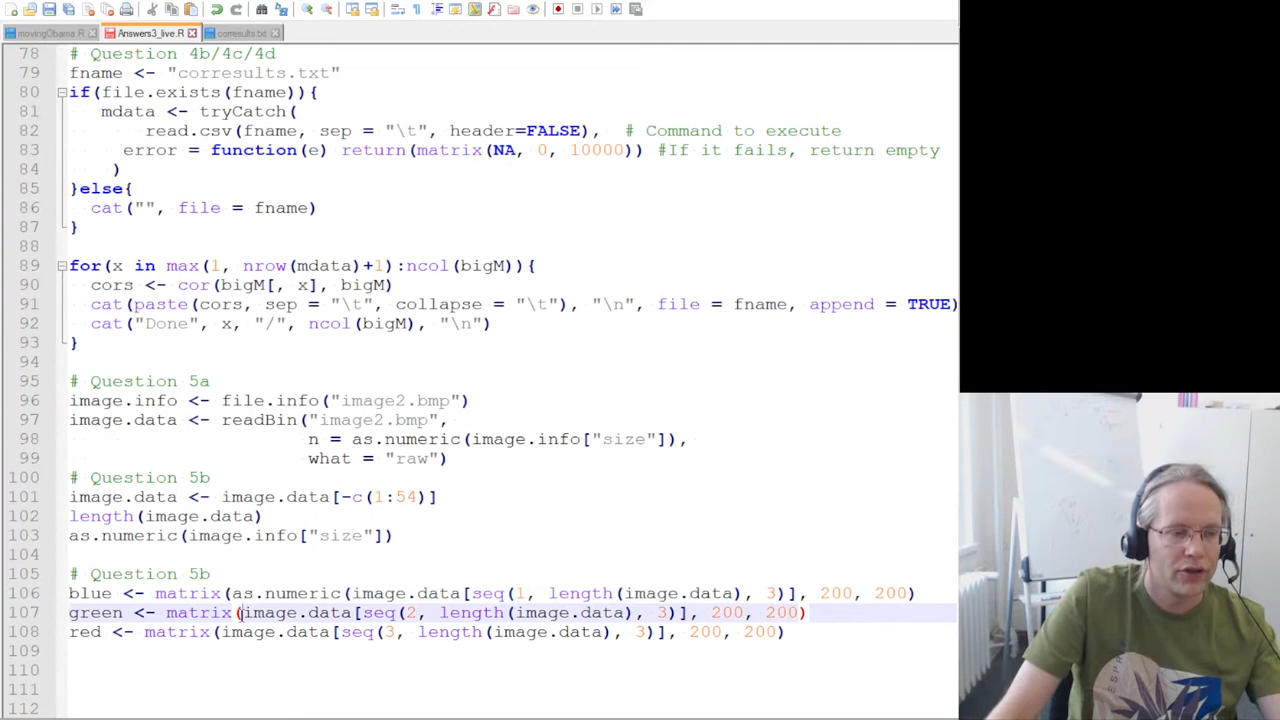 movingObama.R
Answers3_live.R
corresults.txt
78 # Question 4b/4c/4d
79 fname <- "corresults.txt"
80 if(file.exists(fname)){
81 mdata <- tryCatch(
82 read.csv(fname, sep = "\t", header=FALSE), # Command to execute
83 error = function(e) return(matrix(NA, 0, 10000)) #If it fails, return empty
84 )
85 }else{
86 cat("", file = fname)
87 }
88
89 for(x in max(1, nrow(mdata)+1):ncol(bigM)){
90 cors <- cor(bigM[, x], bigM)
91 cat(paste(cors, sep = "\t", collapse = "\t"), "\n", file = fname, append = TRUE)
92 cat("Done", x, "/", ncol(bigM), "\n")
93 }
94
95 # Question 5a
96 image.info <- file.info("image2.bmp")
97 image.data <- readBin("image2.bmp",
98 n = as.numeric(image.info["size"]),
99 what = "raw")
100 # Question 5b
101 image.data <- image.data[-c(1:54)]
102 length(image.data)
103 as.numeric(image.info["size"])
104
105 # Question 5b
106 blue <- matrix(as.numeric(image.data[seq(1, length(image.data), 3)], 200, 200)
107 green <- matrix(image.data[seq(2, length(image.data), 3)], 200, 200)
108 red <- matrix(image.data[seq(3, length(image.data), 3)], 200, 200)
109
110
111
112
ESPR